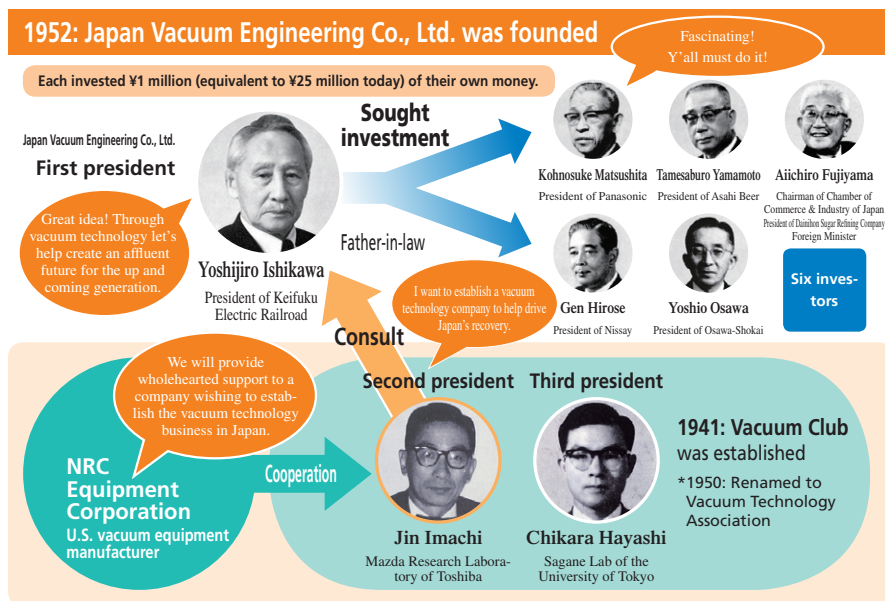 1952: Japan Vacuum Engineering Co., Ltd. was founded
Fascinating!
Y'all must do it!
Each invested ¥1 million (equivalent to ¥25 million today) of their own money.
Japan Vacuum Engineering Co., Ltd.
First president
Great idea! Through
vacuum technology let's
help create an affluent
future for the up and
coming generation.
Yoshijiro Ishikawa
President of Keifuku
Electric Railroad
Sought
investment
Father-in-law
Kohnosuke Matsushita
President of Panasonic
Tamesaburo Yamamoto
President of Asahi Beer
Aiichiro Fujiyama
Chairman of Chamber of
Commerce & Industry of Japan
President of Dainihon Sugar Refining Company
Foreign Minister
Gen Hirose
President of Nissay
Yoshio Osawa
President of Osawa-Shokai
Six inves-
tors
I want to establish a vacuum
technology company to help drive
Japan's recovery.
Consult
We will provide
wholehearted support to a
company wishing to estab-
lish the vacuum technology
business in Japan.
NRC
Equipment
Corporation
U.S. vacuum equipment
manufacturer
Cooperation
Second president
Jin Imachi
Mazda Research Labora-
tory of Toshiba
Third president
Chikara Hayashi
Sagane Lab of the
University of Tokyo
1941: Vacuum Club
was established
*1950: Renamed to
Vacuum Technology
Association